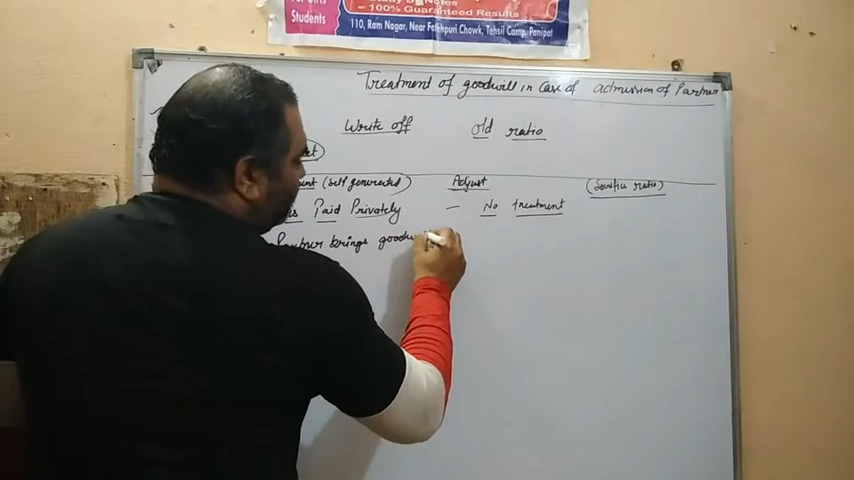 Students
100% Guaranteed Results
110, Ram Nagar, Near Fatehpuri Chowk, Tehsil Camp, Panipat
Treatment of goodwill in Case of admission of Partner
Write off Old ratio
(Self generated) Adjust (Sacrifice ratio)
is Paid Privately - No treatment
Partner brings